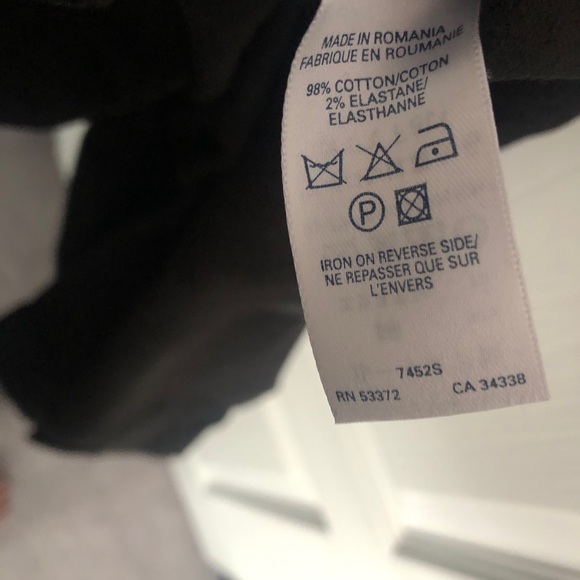 MADE IN ROMANIA
FABRIQUE EN ROUMANIE
98% COTTON/COTON
2% ELASTANE/
ELASTHANNE
P
IRON ON REVERSE SIDE/
NE REPASSER QUE SUR
L'ENVERS
7452S
RN 53372 CA 34338